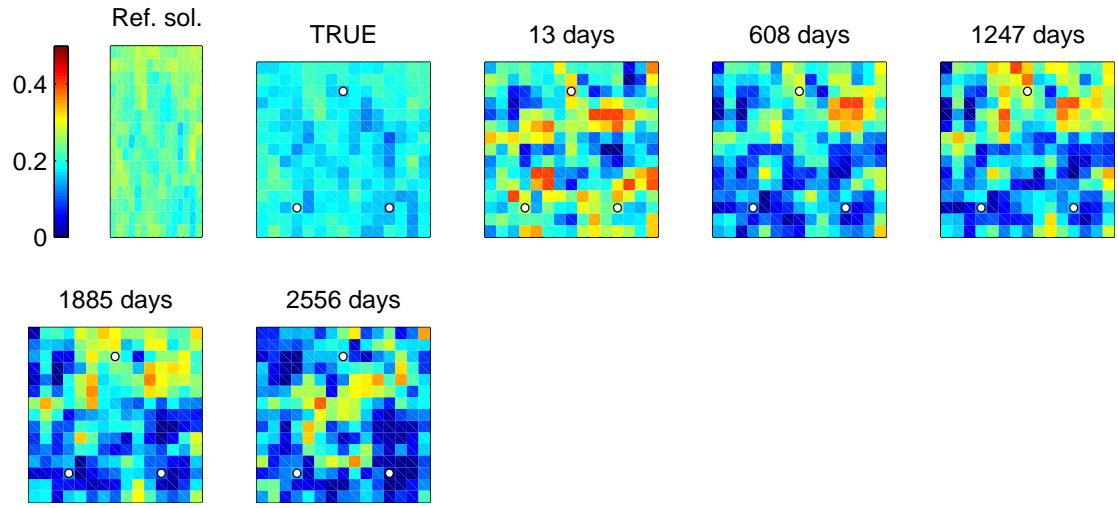 Ref. sol.
TRUE
13 days
608 days
1247 days
0.4
0.2
0
1885 days
2556 days